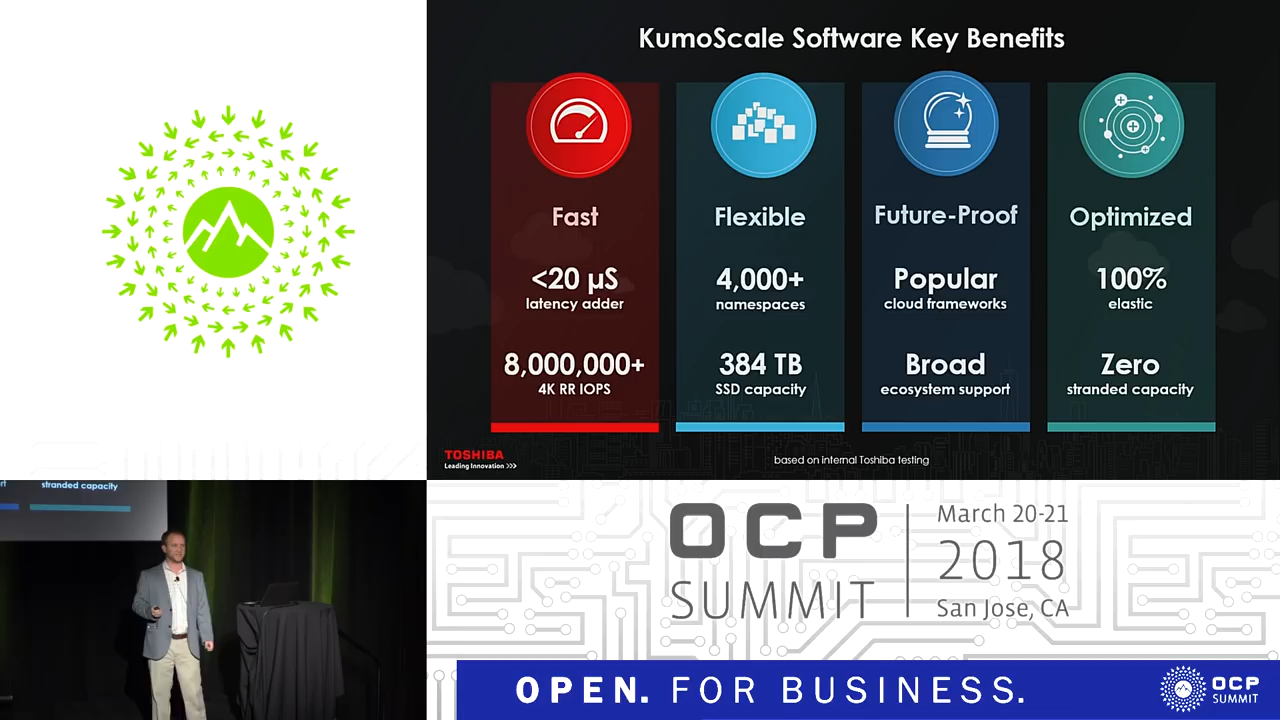 KumoScale Software Key Benefits
Fast
<20 µS
latency adder
8,000,000+
4K RR IOPS
Flexible
4,000+
namespaces
384 TB
SSD capacity
Future-Proof
Popular
cloud frameworks
Broad
ecosystem support
Optimized
100%
elastic
Zero
stranded capacity
TOSHIBA
Leading Innovation >>>
based on internal Toshiba testing
rt
stranded capacity
OCP
SUMMIT
March 20-21
2018
San Jose, CA
OPEN. FOR BUSINESS.
OCP
SUMMIT